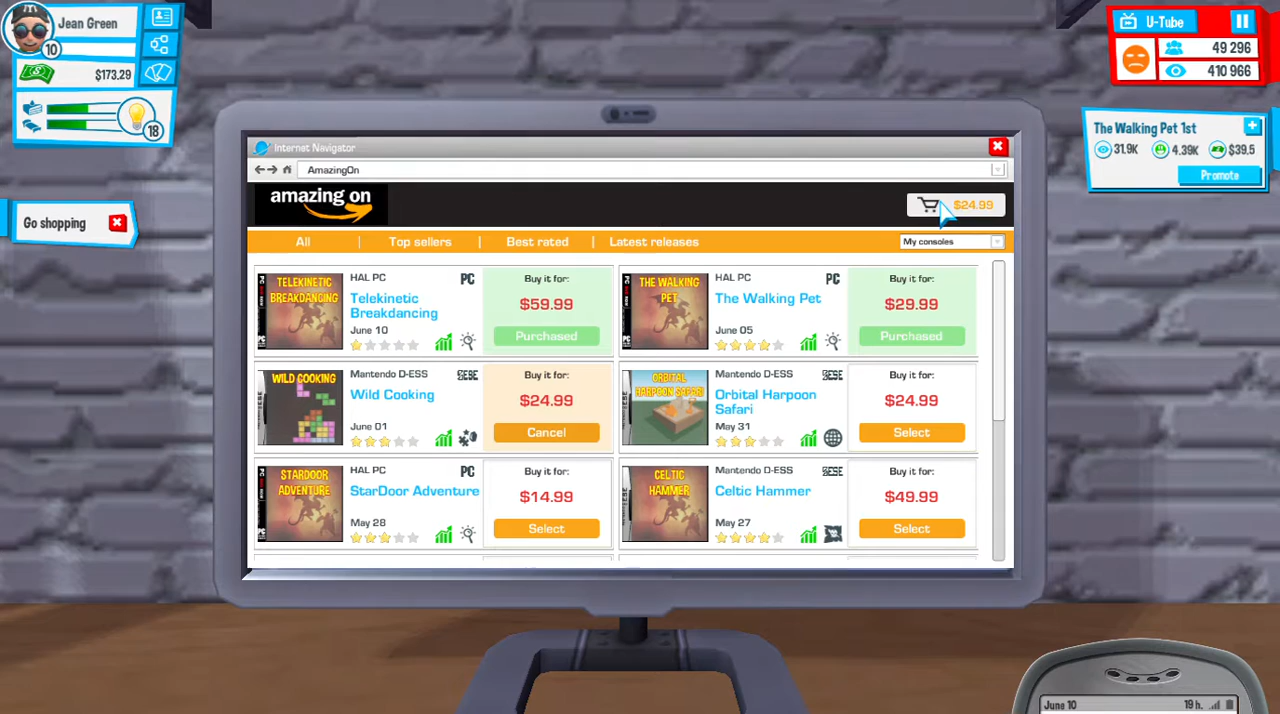 Jean Green
10
$173.29
18
U-Tube
49 296
410 966
The Walking Pet 1st
31.9K 4.39K $39.5
Promote
Go shopping
Internet Navigator
AmazingOn
amazing on
$24.99
All Top sellers Best rated Latest releases
My consoles
TELEKINETIC
BREAKDANCING
HAL PC PC
Telekinetic
Breakdancing
June 10
Buy it for:
$59.99
Purchased
THE WALKING
PET
HAL PC PC
The Walking Pet
June 05
Buy it for:
$29.99
Purchased
WILD COOKING
Mantendo D-ESS
Wild Cooking
June 01
Buy it for:
$24.99
Cancel
ORBITAL
HARPOON SAFARI
Mantendo D-ESS
Orbital Harpoon
Safari
May 31
Buy it for:
$24.99
Select
STARDOOR
ADVENTURE
HAL PC PC
StarDoor Adventure
May 28
Buy it for:
$14.99
Select
CELTIC
HAMMER
Mantendo D-ESS
Celtic Hammer
May 27
Buy it for:
$49.99
Select
June 10 19 h.